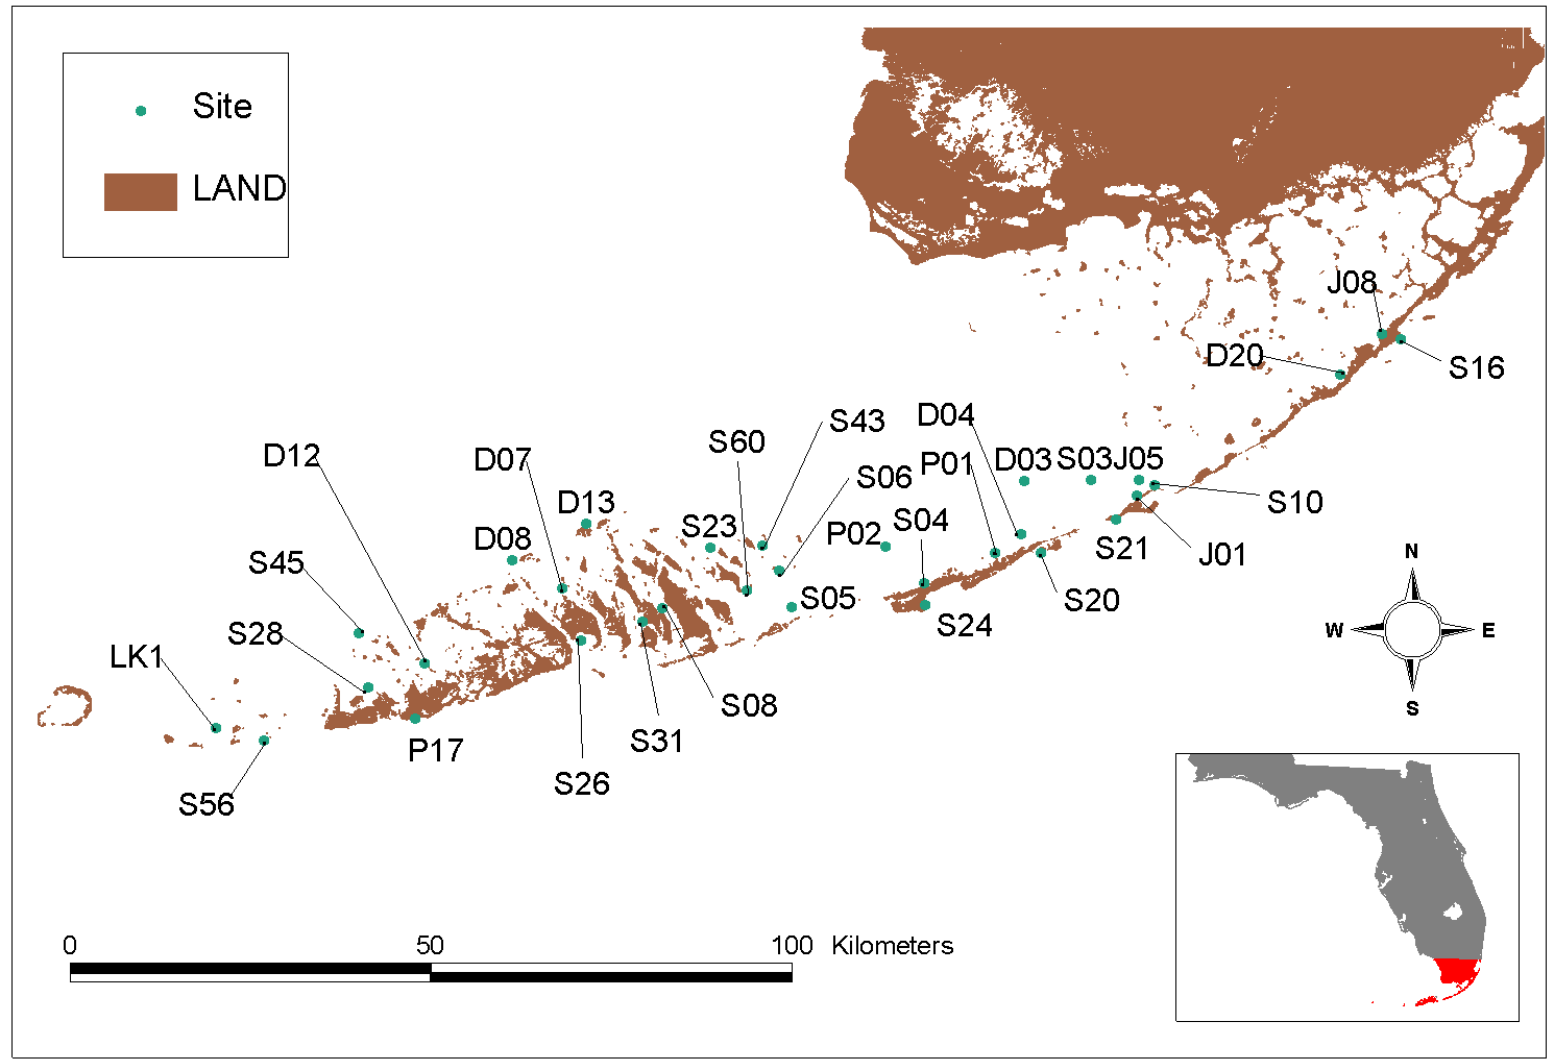 Site
LAND
J08
D20
S16
S43
D04
S60
D12
D07
P01
D03
S03
J05
S06
S10
D13
S23
S04
P02
D08
S21
J01
S45
S05
S20
S24
S28
LK1
S08
P17
S31
S26
S56
N
W
E
S
0 50 100 Kilometers